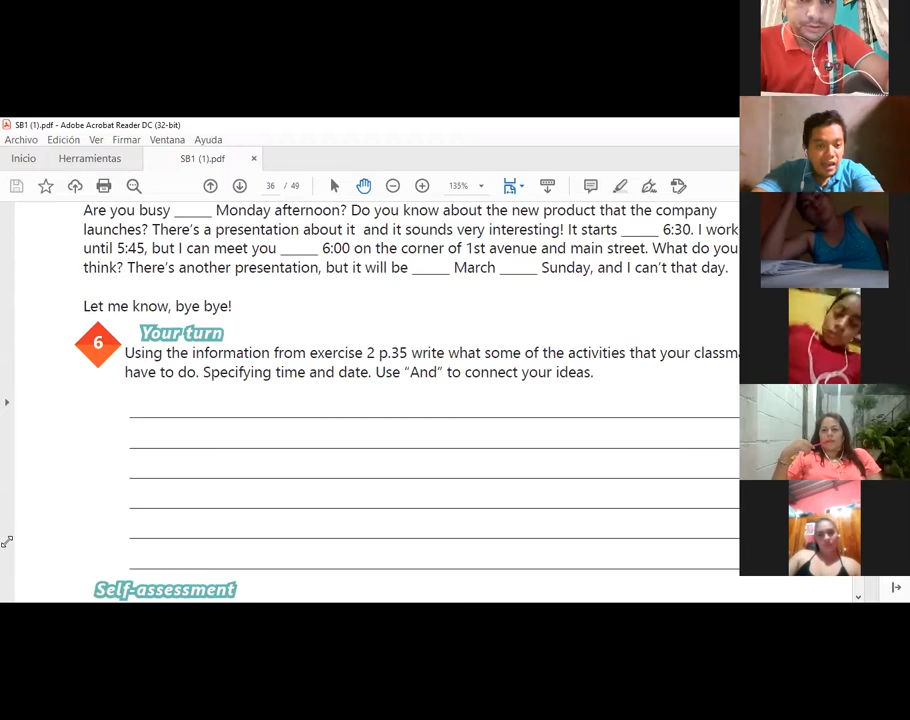 SB1 (1).pdf - Adobe Acrobat Reader DC (32-bit)
Archivo Edición Ver Firmar Ventana Ayuda
Inicio Herramientas SB1 (1).pdf ×
36 / 49 135%
Are you busy _____ Monday afternoon? Do you know about the new product that the company
launches? There's a presentation about it and it sounds very interesting! It starts _____ 6:30. I work
until 5:45, but I can meet you _____ 6:00 on the corner of 1st avenue and main street. What do you
think? There's another presentation, but it will be _____ March _____ Sunday, and I can't that day.
Let me know, bye bye!
6 Your turn
Using the information from exercise 2 p.35 write what some of the activities that your classma
have to do. Specifying time and date. Use "And" to connect your ideas.
Self-assessment